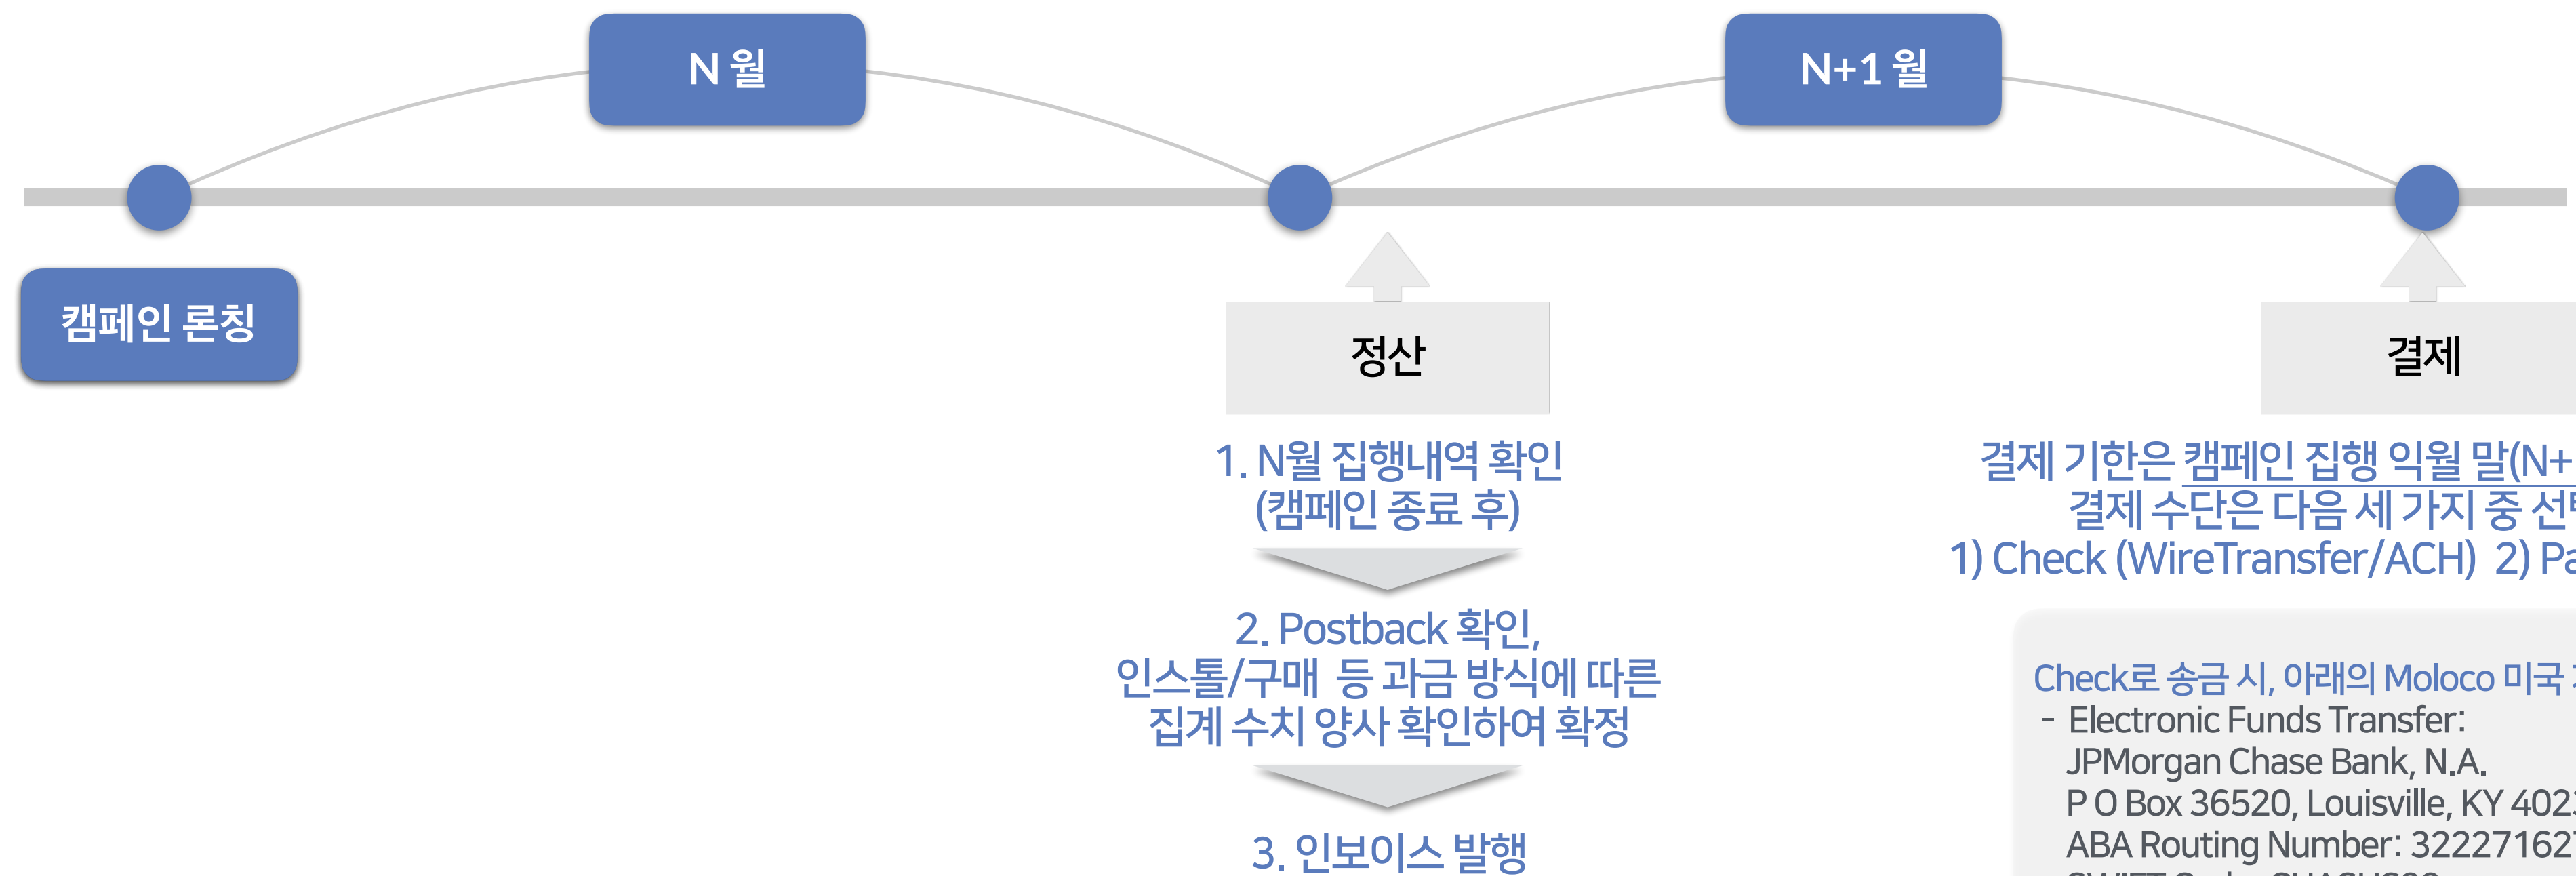 N 월
N+1 월
캠페인 론칭
정산
1. N월 집행내역 확인
(캠페인 종료 후)
2. Postback 확인,
인스톨/구매 등 과금 방식에 따른
집계 수치 양사 확인하여 확정
3. 인보이스 발행
결제
결제 기한은 캠페인 집행 익월 말(N+
결제 수단은 다음 세 가지 중
1) Check (WireTransfer/ACH) 2)
Check로 송금 시, 아래의 Moloco 미국
- Electronic Funds Transfer:
JPMorgan Chase Bank, N.A.
P O Box 36520, Louisville, KY
ABA Routing Number: 322271627